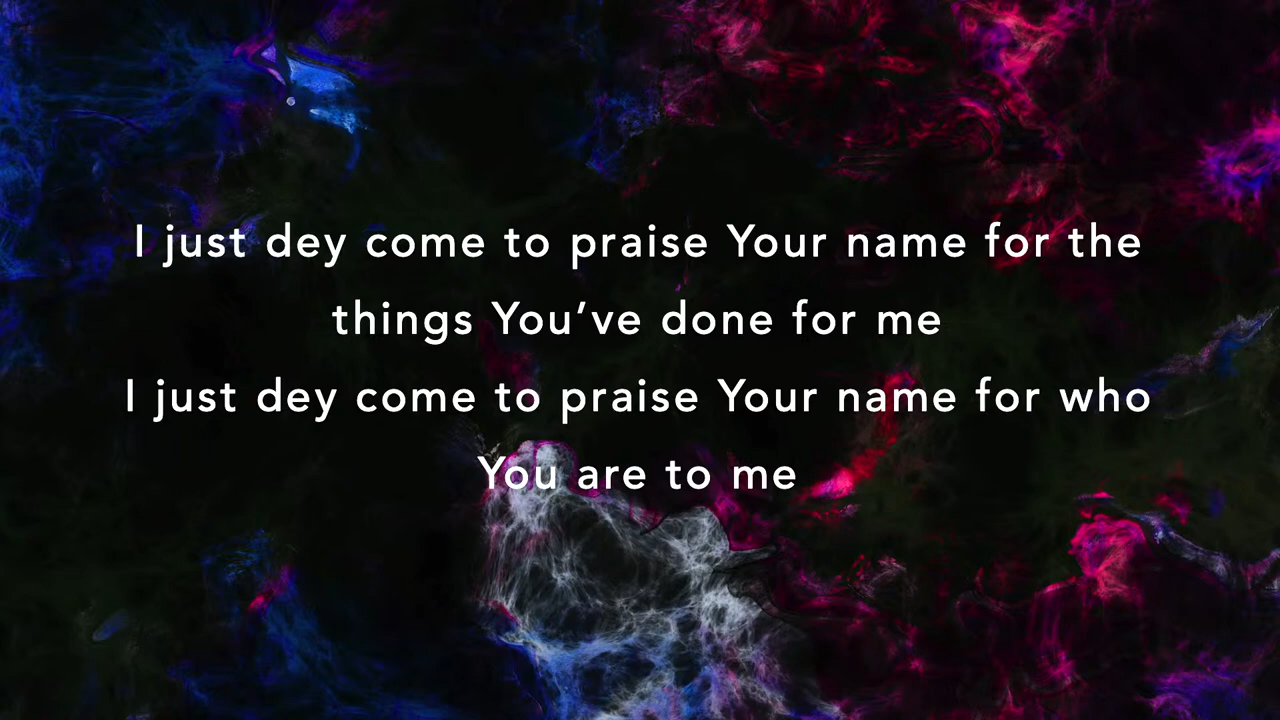 I just dey come to praise Your name for the
things You’ve done for me
I just dey come to praise Your name for who
You are to me